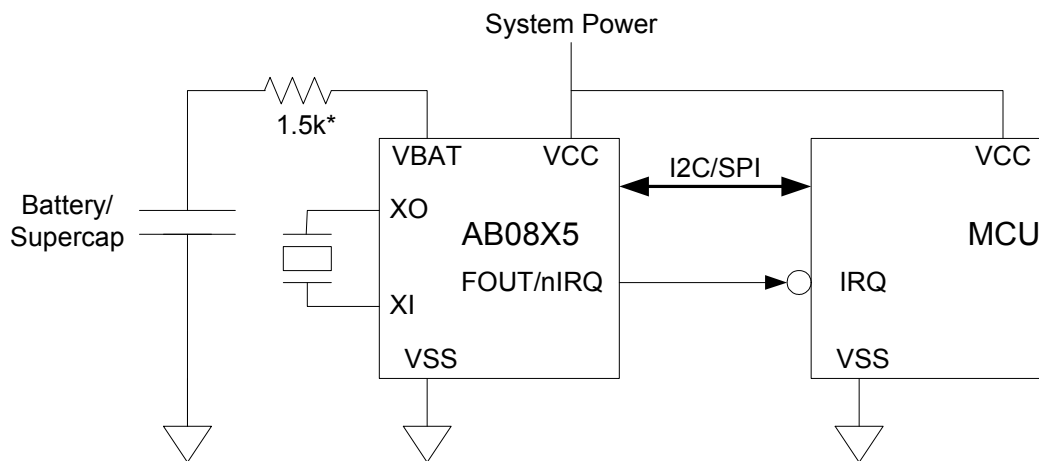 System Power
1.5k*
VBAT
VCC
VCC
I2C/SPI
Battery/
Supercap
XO
AB08X5
MCU
FOUT/nIRQ
IRQ
XI
VSS
VSS